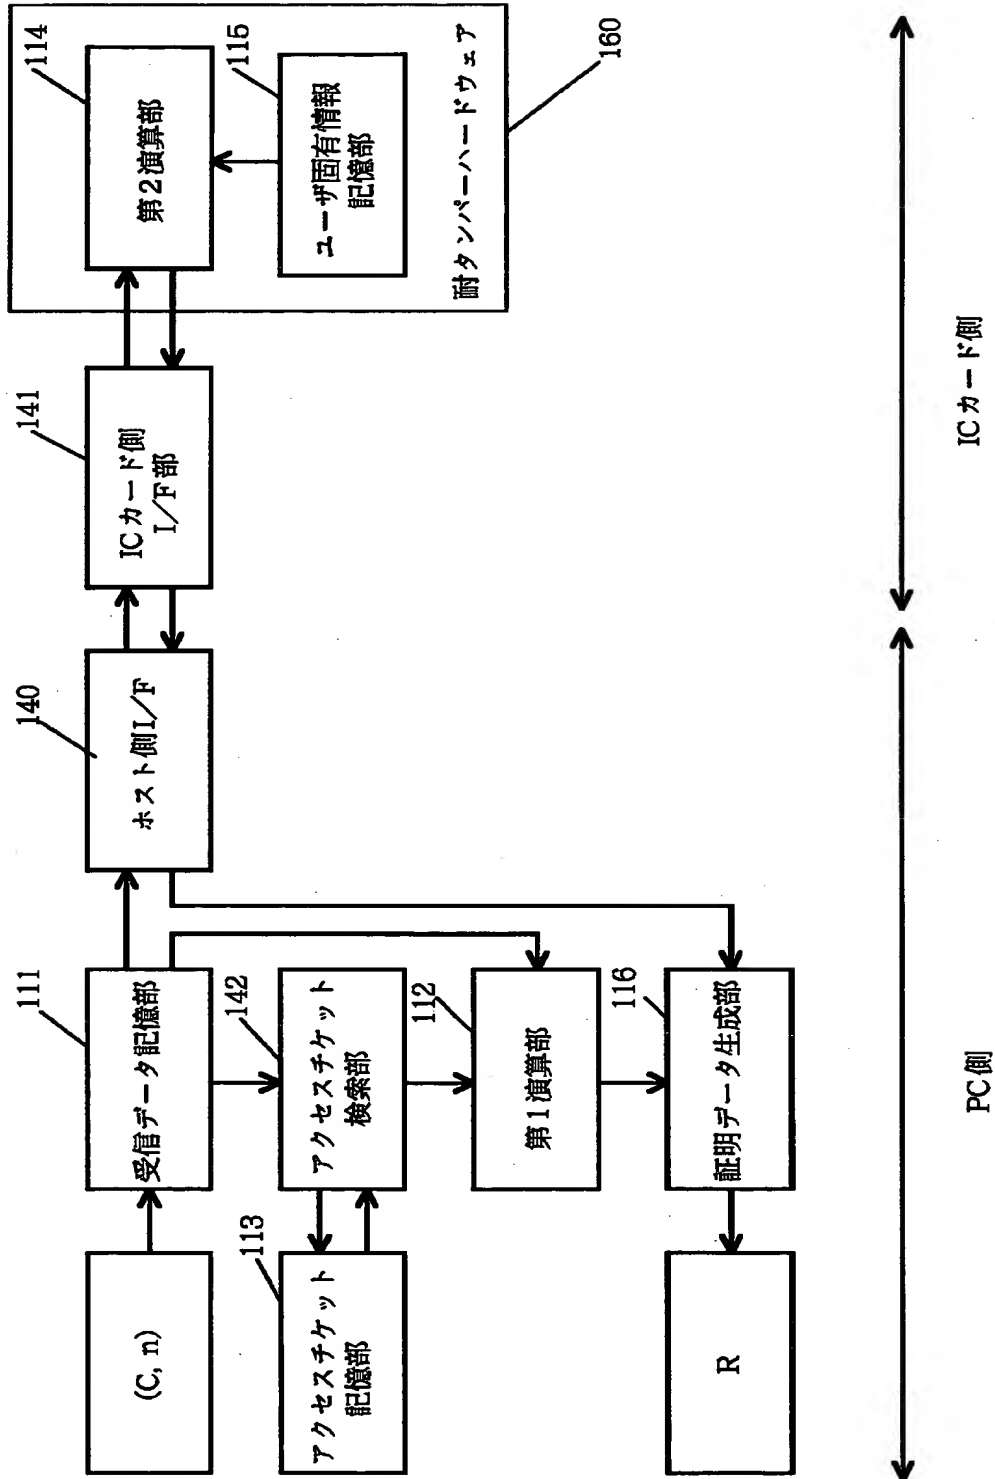 (C, n)
111
受信データ記憶部
140
ホスト側I/F
141
ICカード側
I/F部
114
第2演算部
115
ユーザ固有情報
記憶部
耐タンパーハードウェア
160
113
アクセスチケット
記憶部
142
アクセスチケット
検索部
112
第1演算部
116
証明データ生成部
R
PC側
ICカード側